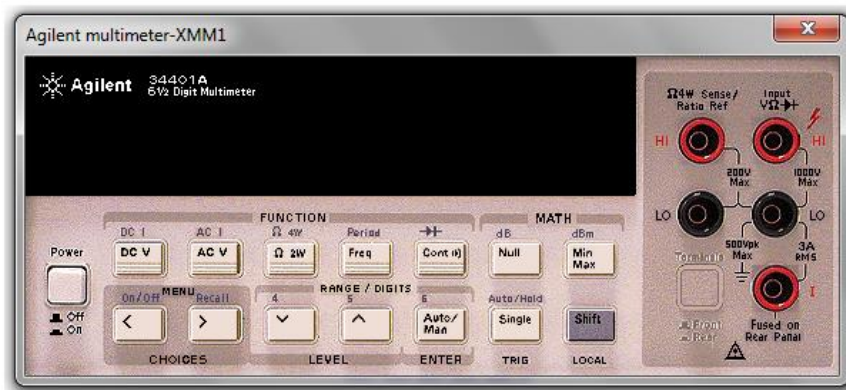 Agilent multimeter-XMM1
Agilent 34401A
6½ Digit Multimeter
Ω4W Sense/ Input
Ratio Ref VΩ
HI HI
200V 1000V
Max Max
LO LO
500Vpk 3A
Max RMS
Terminals
I
Front
Rear
Fused on
Rear Panal
Power
Off
On
FUNCTION MATH
DC I AC I Ω 4W Period dB dBm
DC V AC V Ω 2W Freq Cont Null Min Max
MENU RANGE / DIGITS
On/Off Recall 4 5 6 Auto/Hold
< > Auto/ Man Single Shift
CHOICES LEVEL ENTER TRIG LOCAL